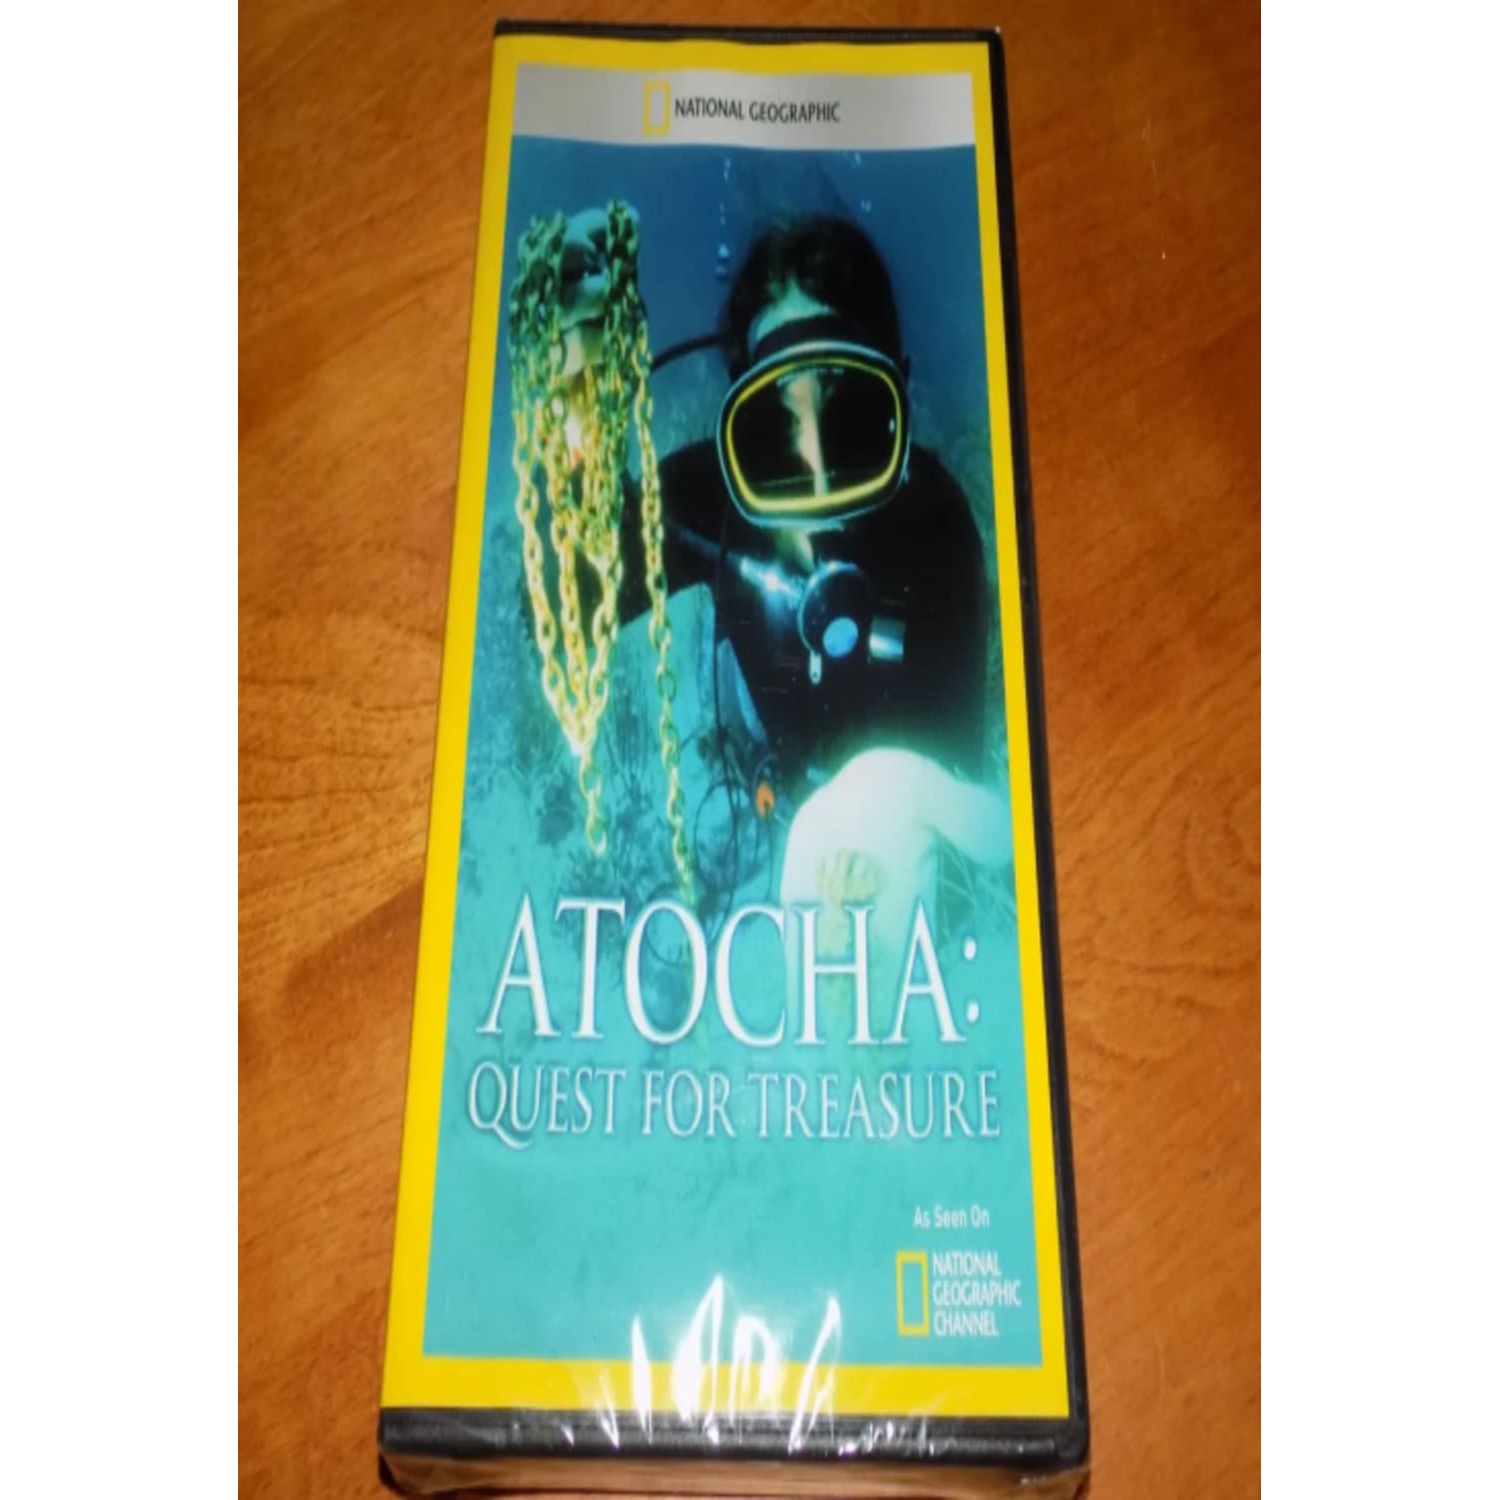 NATIONAL GEOGRAPHIC
ATOCHA:
QUEST FOR TREASURE
As Seen On
NATIONAL
GEOGRAPHIC
CHANNEL